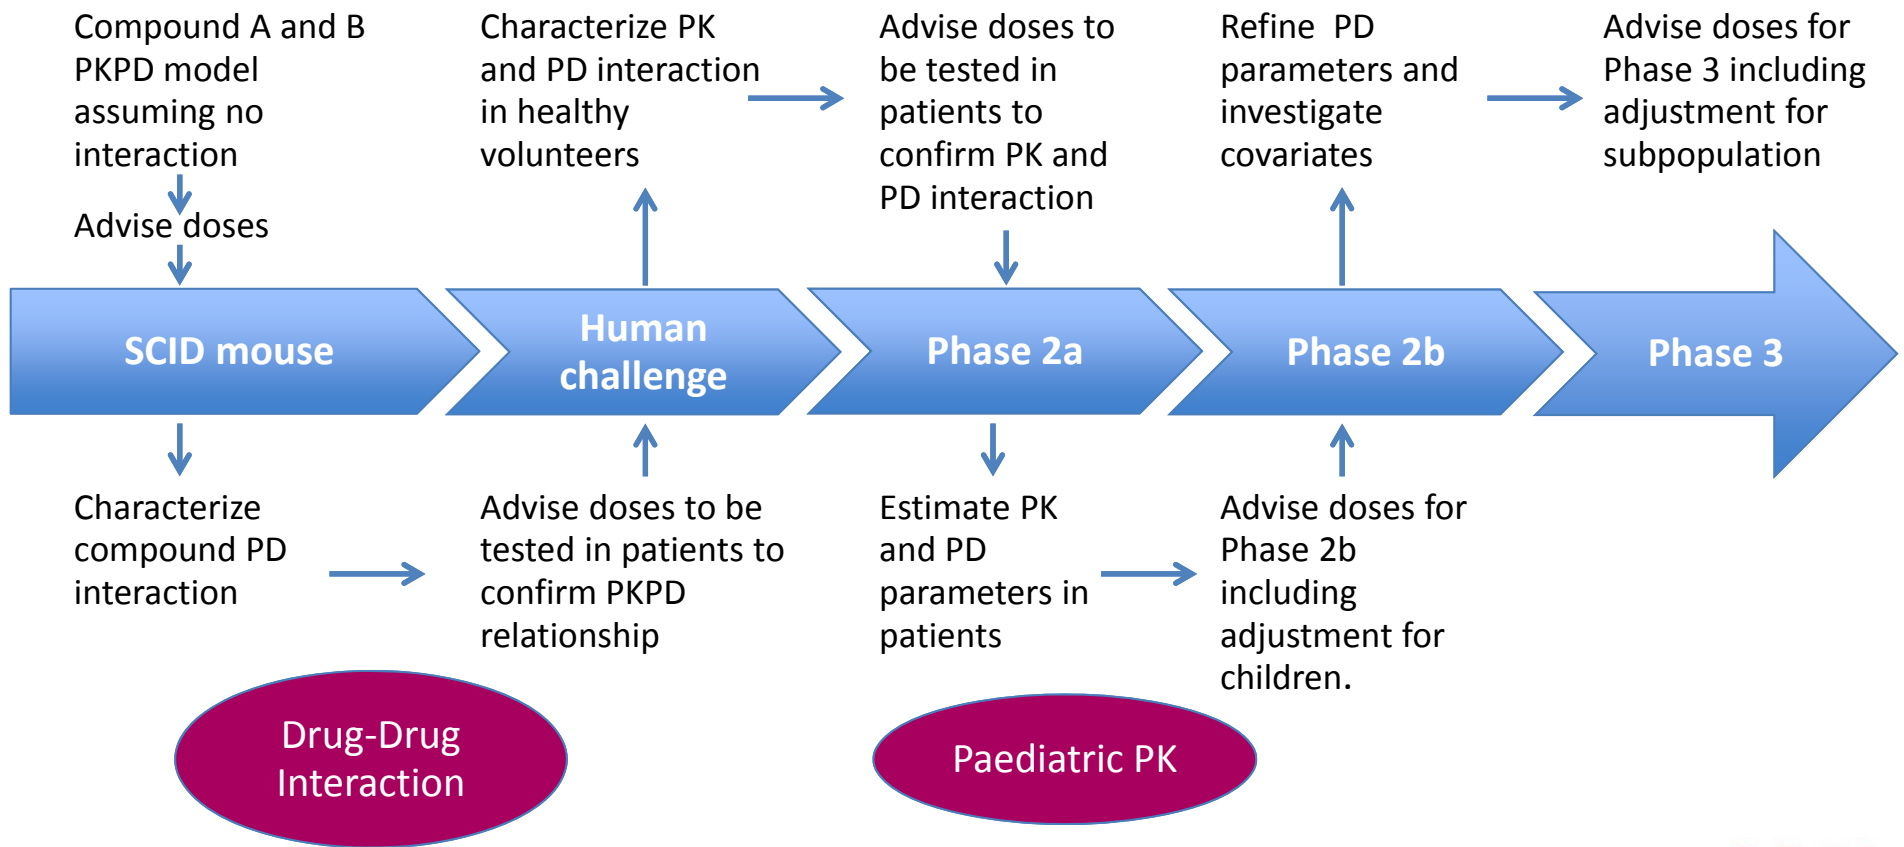 Compound A and B
PKPD model
assuming no
interaction
Advise doses
Characterize PK
and PD interaction
in healthy
volunteers
Advise doses to
be tested in
patients to
confirm PK and
PD interaction
Refine PD
parameters and
investigate
covariates
Advise doses for
Phase 3 including
adjustment for
subpopulation
SCID mouse
Human
challenge
Phase 2a
Phase 2b
Phase 3
Characterize
compound PD
interaction
Advise doses to be
tested in patients to
confirm PKPD
relationship
Estimate PK
and PD
parameters in
patients
Advise doses for
Phase 2b
including
adjustment for
children.
Drug-Drug
Interaction
Paediatric PK